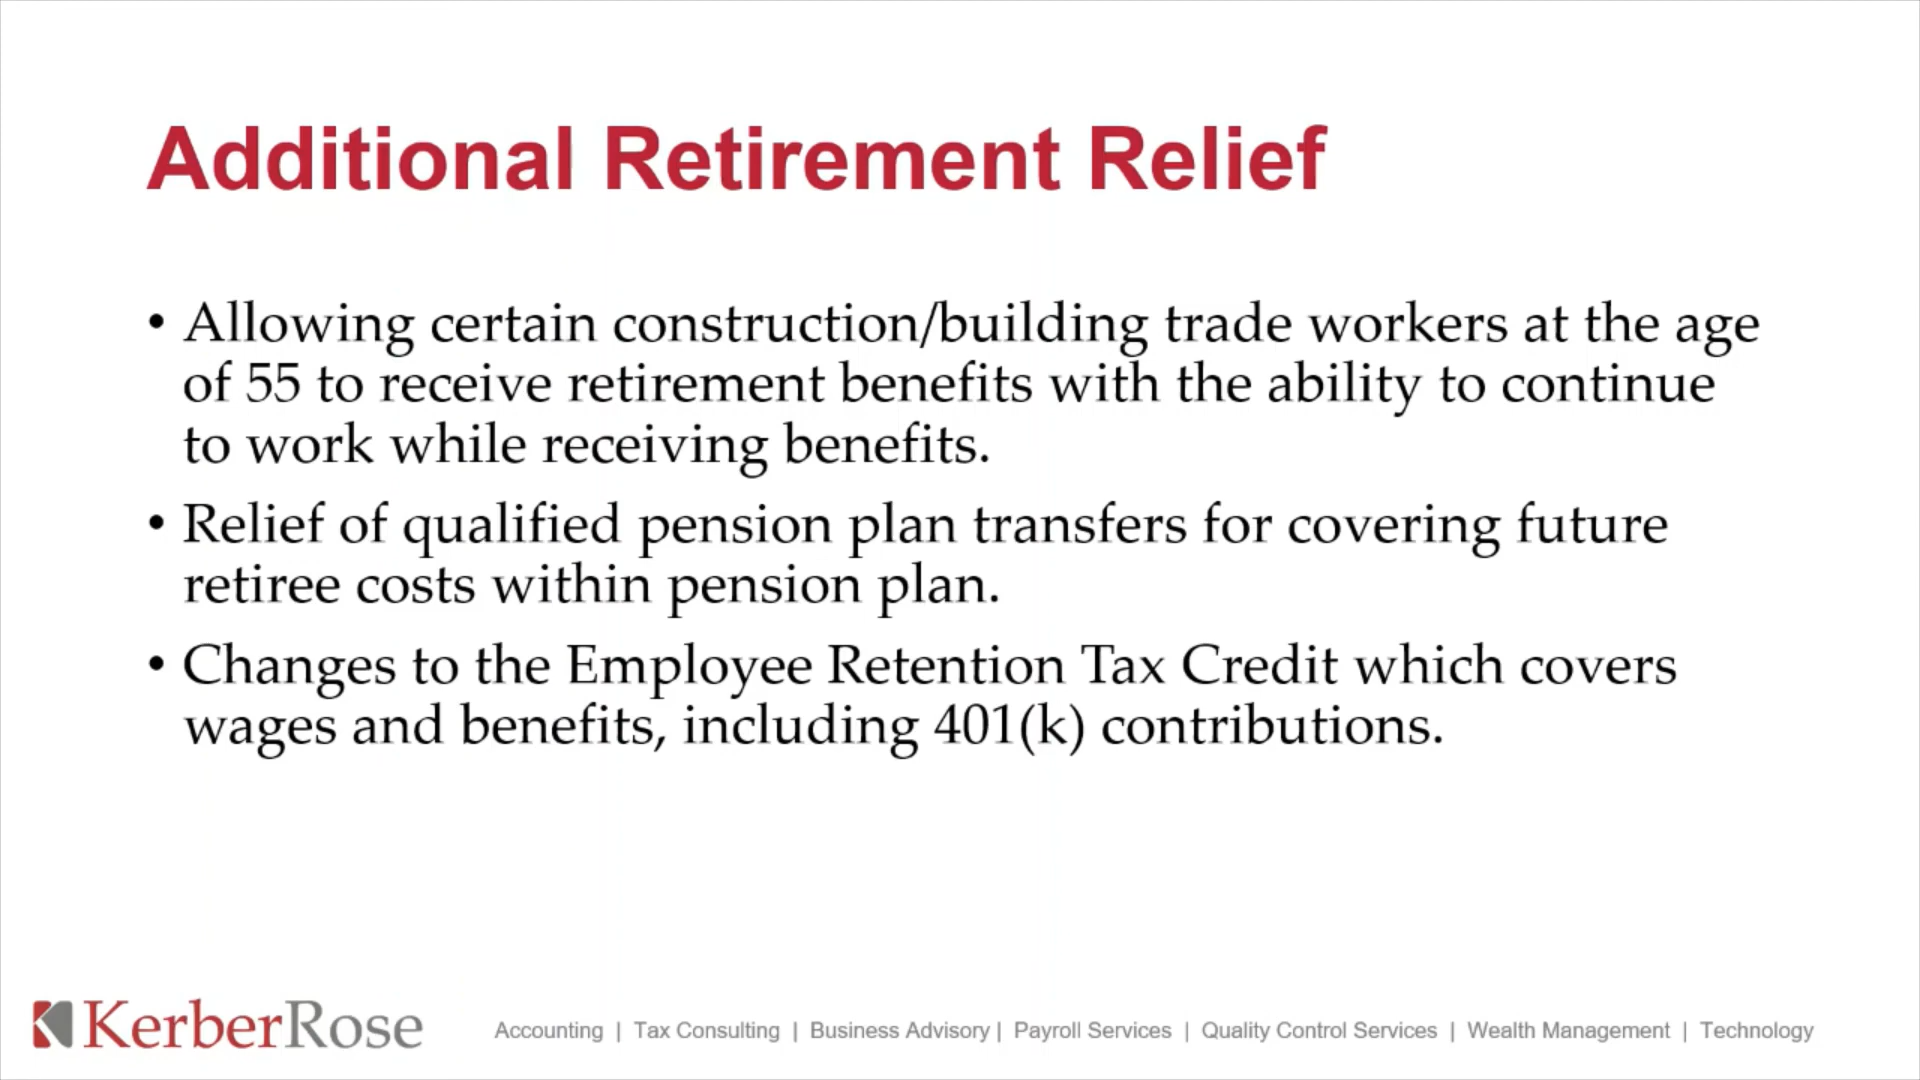 Additional Retirement Relief
• Allowing certain construction/building trade workers at the age
of 55 to receive retirement benefits with the ability to continue
to work while receiving benefits.
• Relief of qualified pension plan transfers for covering future
retiree costs within pension plan.
• Changes to the Employee Retention Tax Credit which covers
wages and benefits, including 401(k) contributions.
KerberRose
Accounting | Tax Consulting | Business Advisory | Payroll Services | Quality Control Services | Wealth Management | Technology